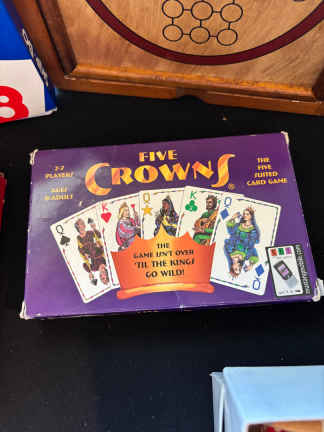 FIVE
CROWNS®
2-7
PLAYERS
AGES
8-ADULT
THE
FIVE
SUITED
CARD GAME
Q
K
Q
K
Q
THE
GAME ISN'T OVER
'TIL THE KINGS
GO WILD!
8